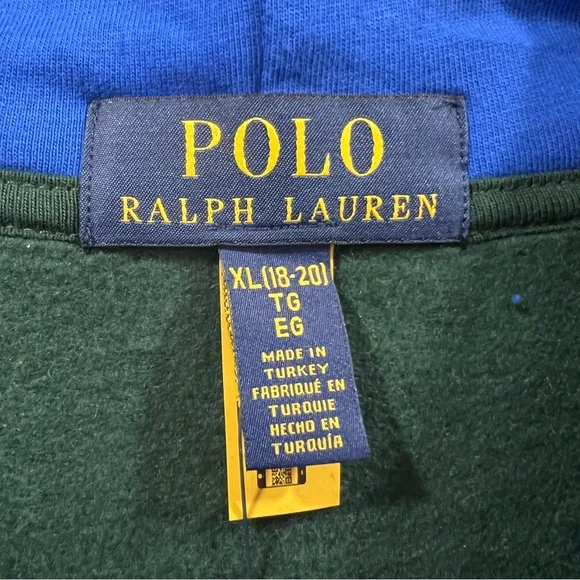 POLO
RALPH LAUREN
XL(18-20)
TG
EG
MADE IN
TURKEY
FABRIQUÉ EN
TURQUIE
HECHO EN
TURQUÍA